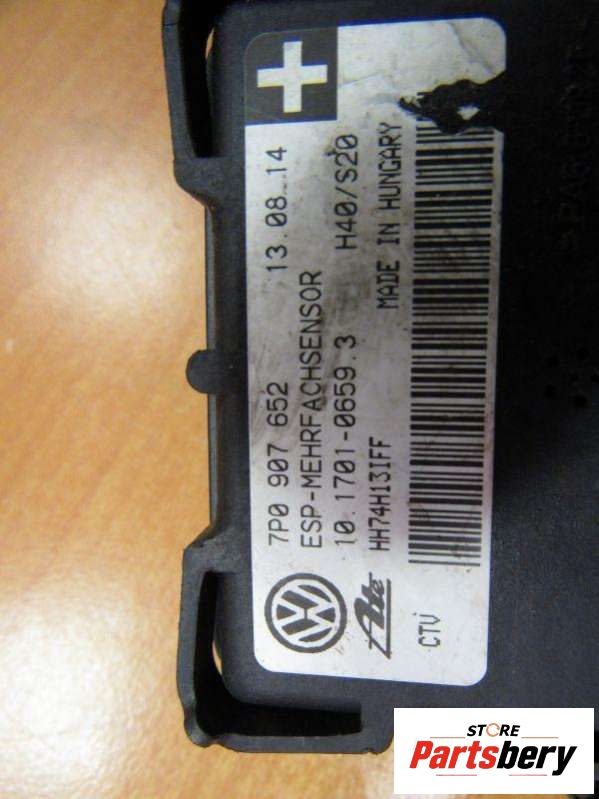 7P0 907 652 13.08.14
ESP-MEHRFACHSENSOR
10.1701-0659.3 H40/S20
HH74H13IFF MADE IN HUNGARY
Ate
CTV
STORE
Partsbery